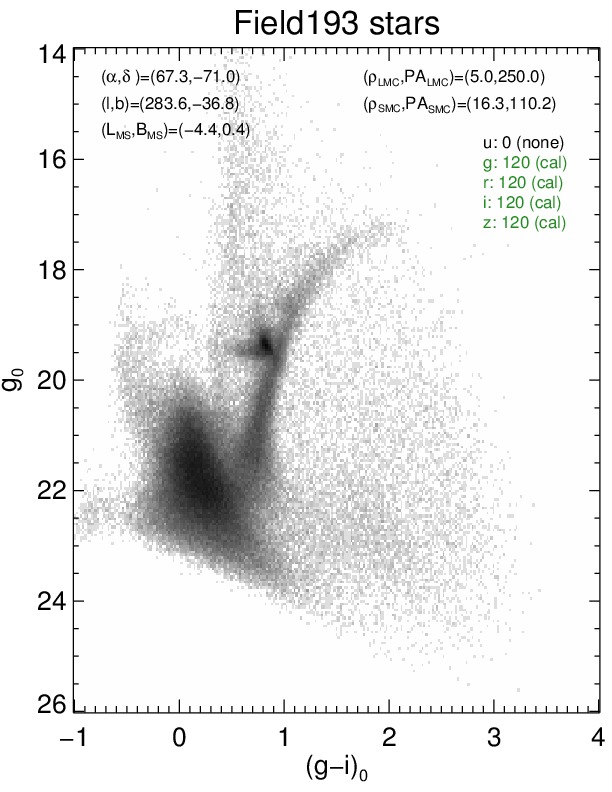 Field193 stars
(α,δ )=(67.3,−71.0)
(ρLMC,PALMC)=(5.0,250.0)
(l,b)=(283.6,−36.8)
(ρSMC,PASMC)=(16.3,110.2)
(LMS,BMS)=(−4.4,0.4)
u: 0 (none)
g: 120 (cal)
r: 120 (cal)
i: 120 (cal)
z: 120 (cal)
14
16
18
20
22
24
26
g0
−1 0 1 2 3 4
(g−i)0